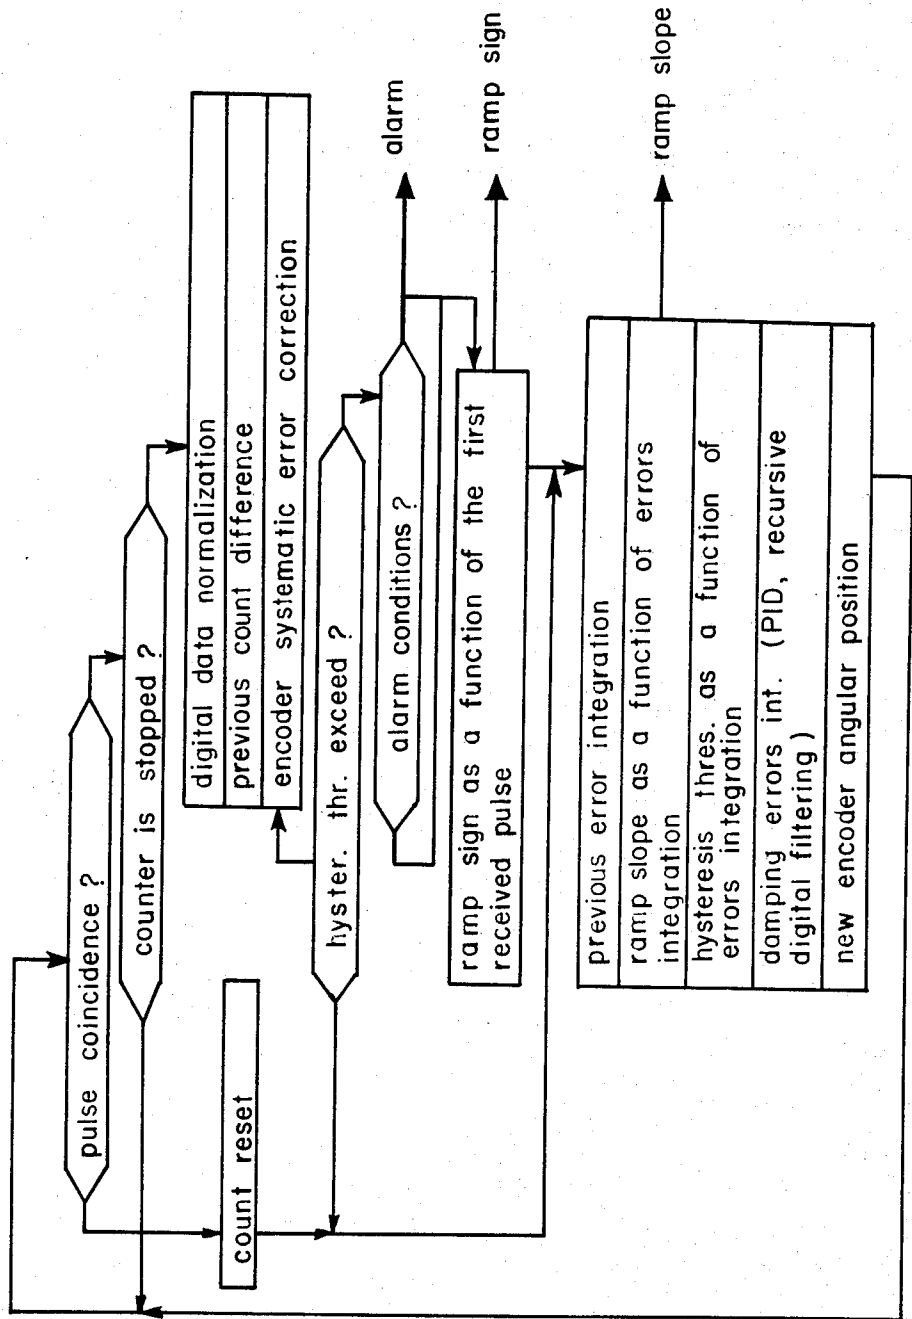 pulse coincidence ?
counter is stopped ?
count reset
digital data normalization
previous count difference
encoder systematic error correction
hyster. thr. exceed ?
alarm conditions ?
alarm
ramp sign as a function of the first
received pulse
ramp sign
previous error integration
ramp slope as a function of errors
integration
hysteresis thres. as a function of
errors integration
damping errors int. (PID, recursive
digital filtering )
new encoder angular position
ramp slope